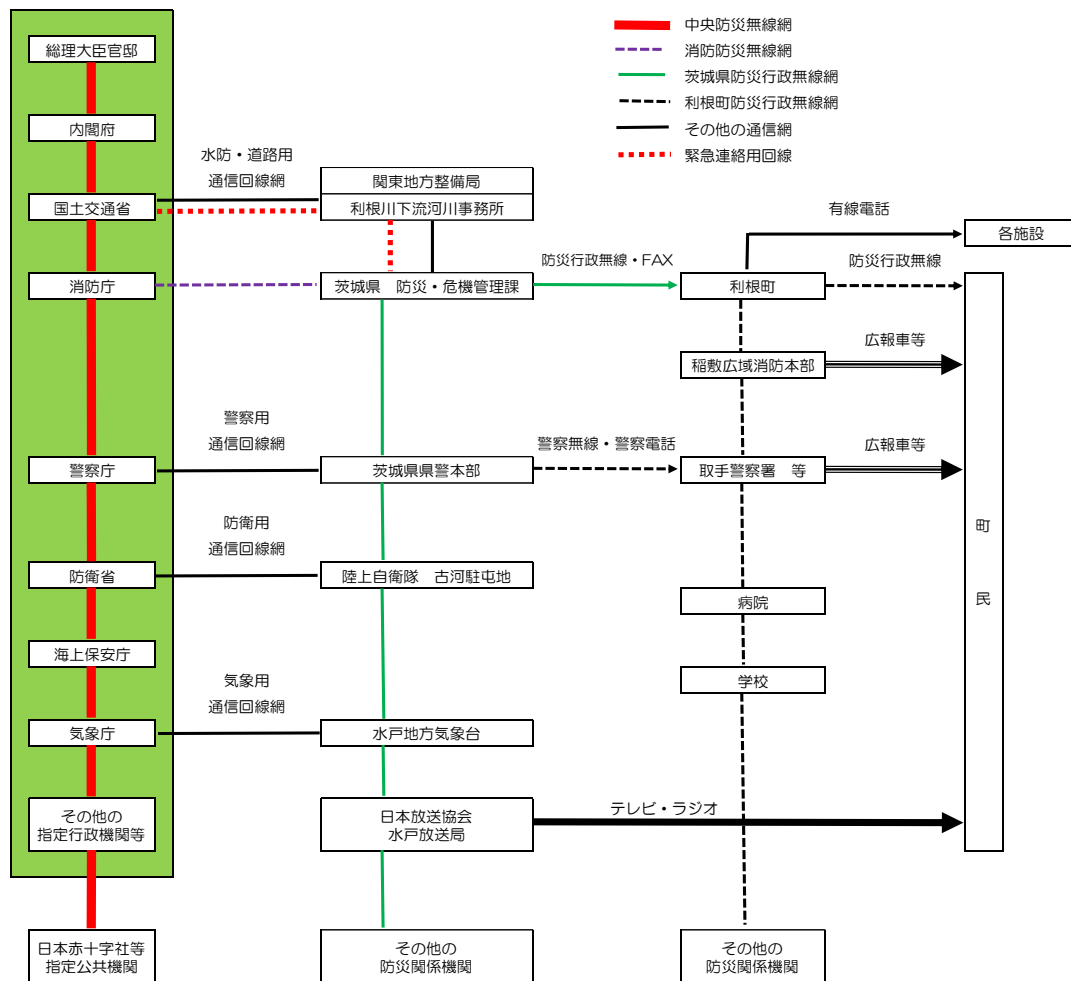 中央防災無線網
消防防災無線網
茨城県防災行政無線網
利根町防災行政無線網
その他の通信網
緊急連絡用回線
総理大臣官邸
内閣府
国土交通省
消防庁
警察庁
防衛省
海上保安庁
気象庁
その他の
指定行政機関等
日本赤十字社等
指定公共機関
水防・道路用
通信回線網
警察用
通信回線網
防衛用
通信回線網
気象用
通信回線網
関東地方整備局
利根川下流河川事務所
茨城県　防災・危機管理課
茨城県県警本部
陸上自衛隊　古河駐屯地
水戸地方気象台
日本放送協会
水戸放送局
その他の
防災関係機関
防災行政無線・FAX
警察無線・警察電話
テレビ・ラジオ
利根町
稲敷広域消防本部
取手警察署　等
病院
学校
その他の
防災関係機関
有線電話
防災行政無線
広報車等
広報車等
各施設
町
民